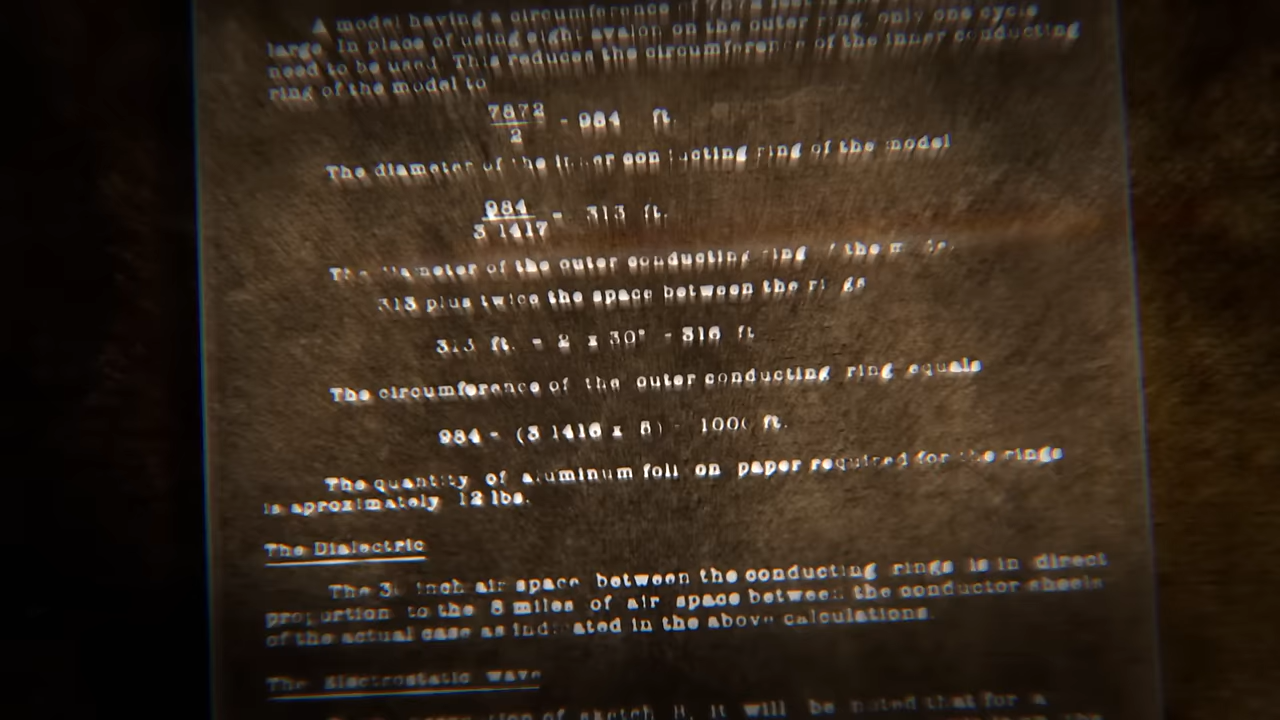 A model having a circumference of 7872
large. In place of using eight avalon on the outer ring, only one cycle
need to be used. This reduces the circumference of the inner conducting
ring of the model to
7872
- 984 ft.
2
The diameter of the inner conducting ring of the model
984
= 313 ft.
3 1417
The diameter of the outer conducting ring of the
313 plus twice the space between the rings
313 ft. - 2 x 30" - 316 ft
The circumference of the outer conducting ring equals
984 - (3 1416 x 8) - 100 ft.
The quantity of aluminum foil on paper required for the rings
is aproximately 12 lbs.
The Dialectric
The inch air space between the conducting rings is in direct
proportion to the 8 miles of air space between the conductor sheels
of the actual case as indicated in the above calculations.
The Electrostatic wave
of sketch B, it will be noted that for a